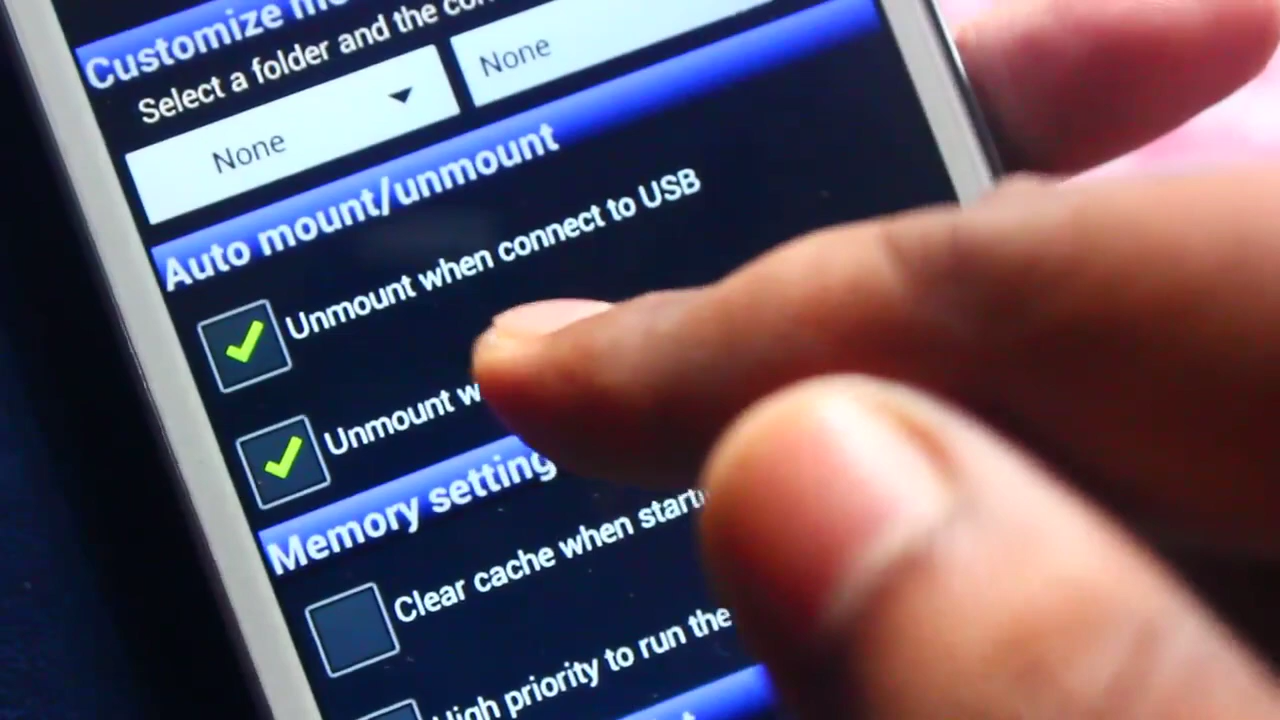 Customize
Select a folder and the
None
None
Auto mount/unmount
Unmount when connect to USB
Unmount
Memory setting
Clear cache when
High priority to run the